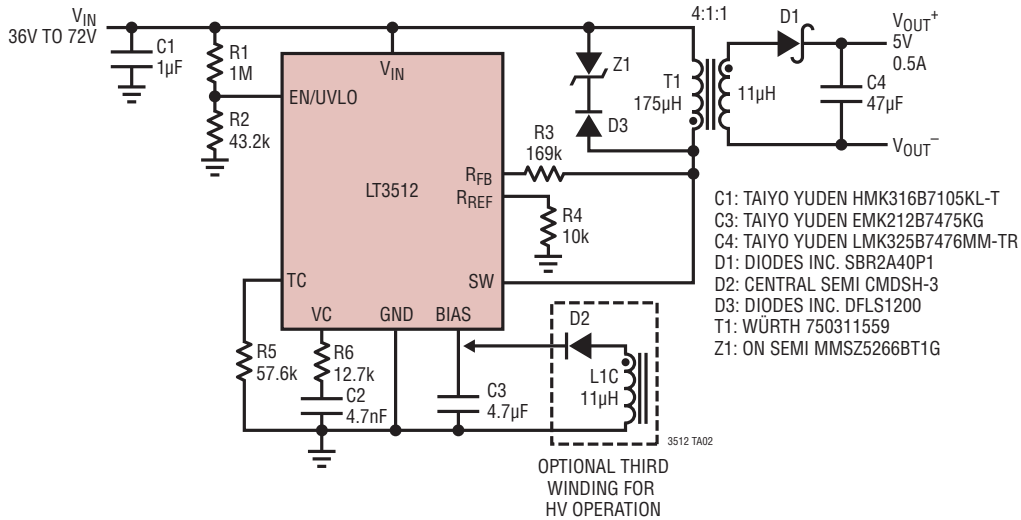 4:1:1
D1
VIN
36V TO 72V
VOUT+
5V
0.5A
C1
1µF
R1
1M
VIN
Z1
T1
175µH
11µH
C4
47µF
EN/UVLO
R2
43.2k
D3
R3
169k
VOUT–
LT3512
RFB
RREF
R4
10k
C1: TAIYO YUDEN HMK316B7105KL-T
C3: TAIYO YUDEN EMK212B7475KG
C4: TAIYO YUDEN LMK325B7476MM-TR
D1: DIODES INC. SBR2A40P1
D2: CENTRAL SEMI CMDSH-3
D3: DIODES INC. DFLS1200
T1: WÜRTH 750311559
Z1: ON SEMI MMSZ5266BT1G
TC
SW
VC
GND
BIAS
D2
R5
57.6k
R6
12.7k
C2
4.7nF
C3
4.7µF
L1C
11µH
3512 TA02
OPTIONAL THIRD
WINDING FOR
HV OPERATION